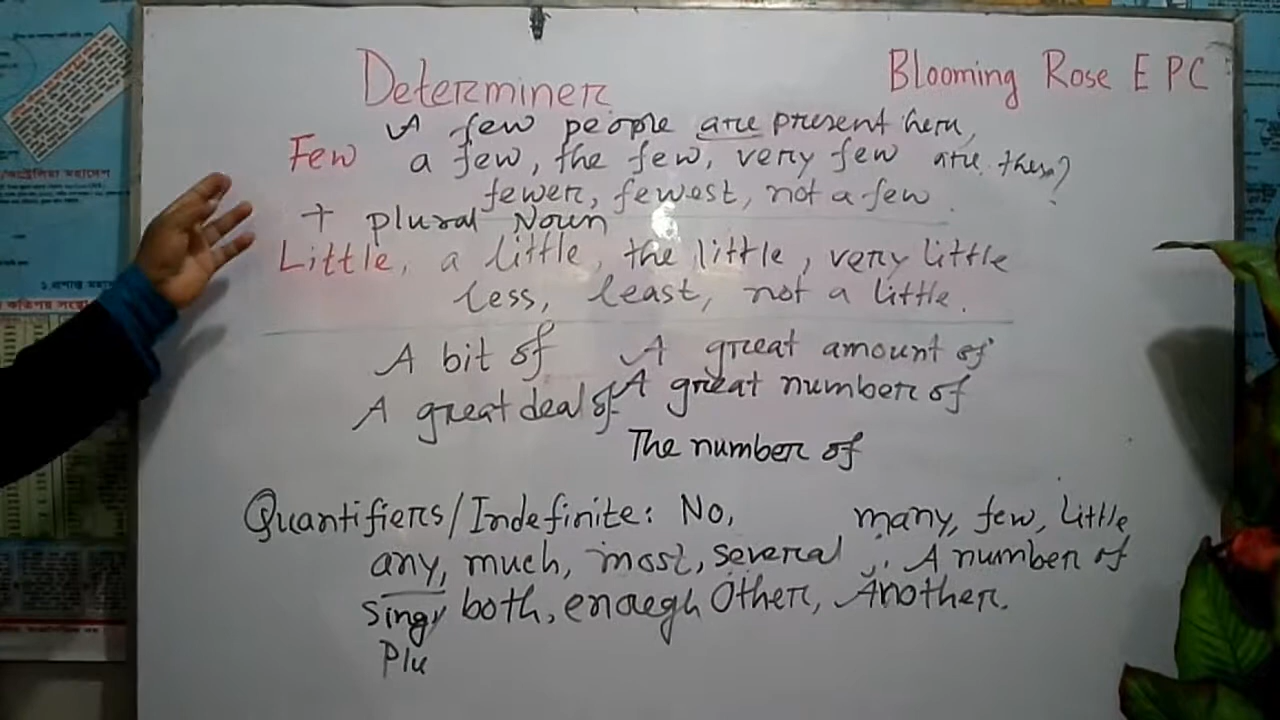 Determiner
Blooming Rose E PC
A few people are present here,
Few a few, the few, very few are there?
fewer, fewest, not a few.
+ plural Noun
Little, a little, the little, very little
less, least, not a little.
A bit of A great amount of
A great deal of A great number of
The number of
Quantifiers/Indefinite: No, many, few, little
any, much, most, several, A number of
sing, both, enough Other, Another.
Plu